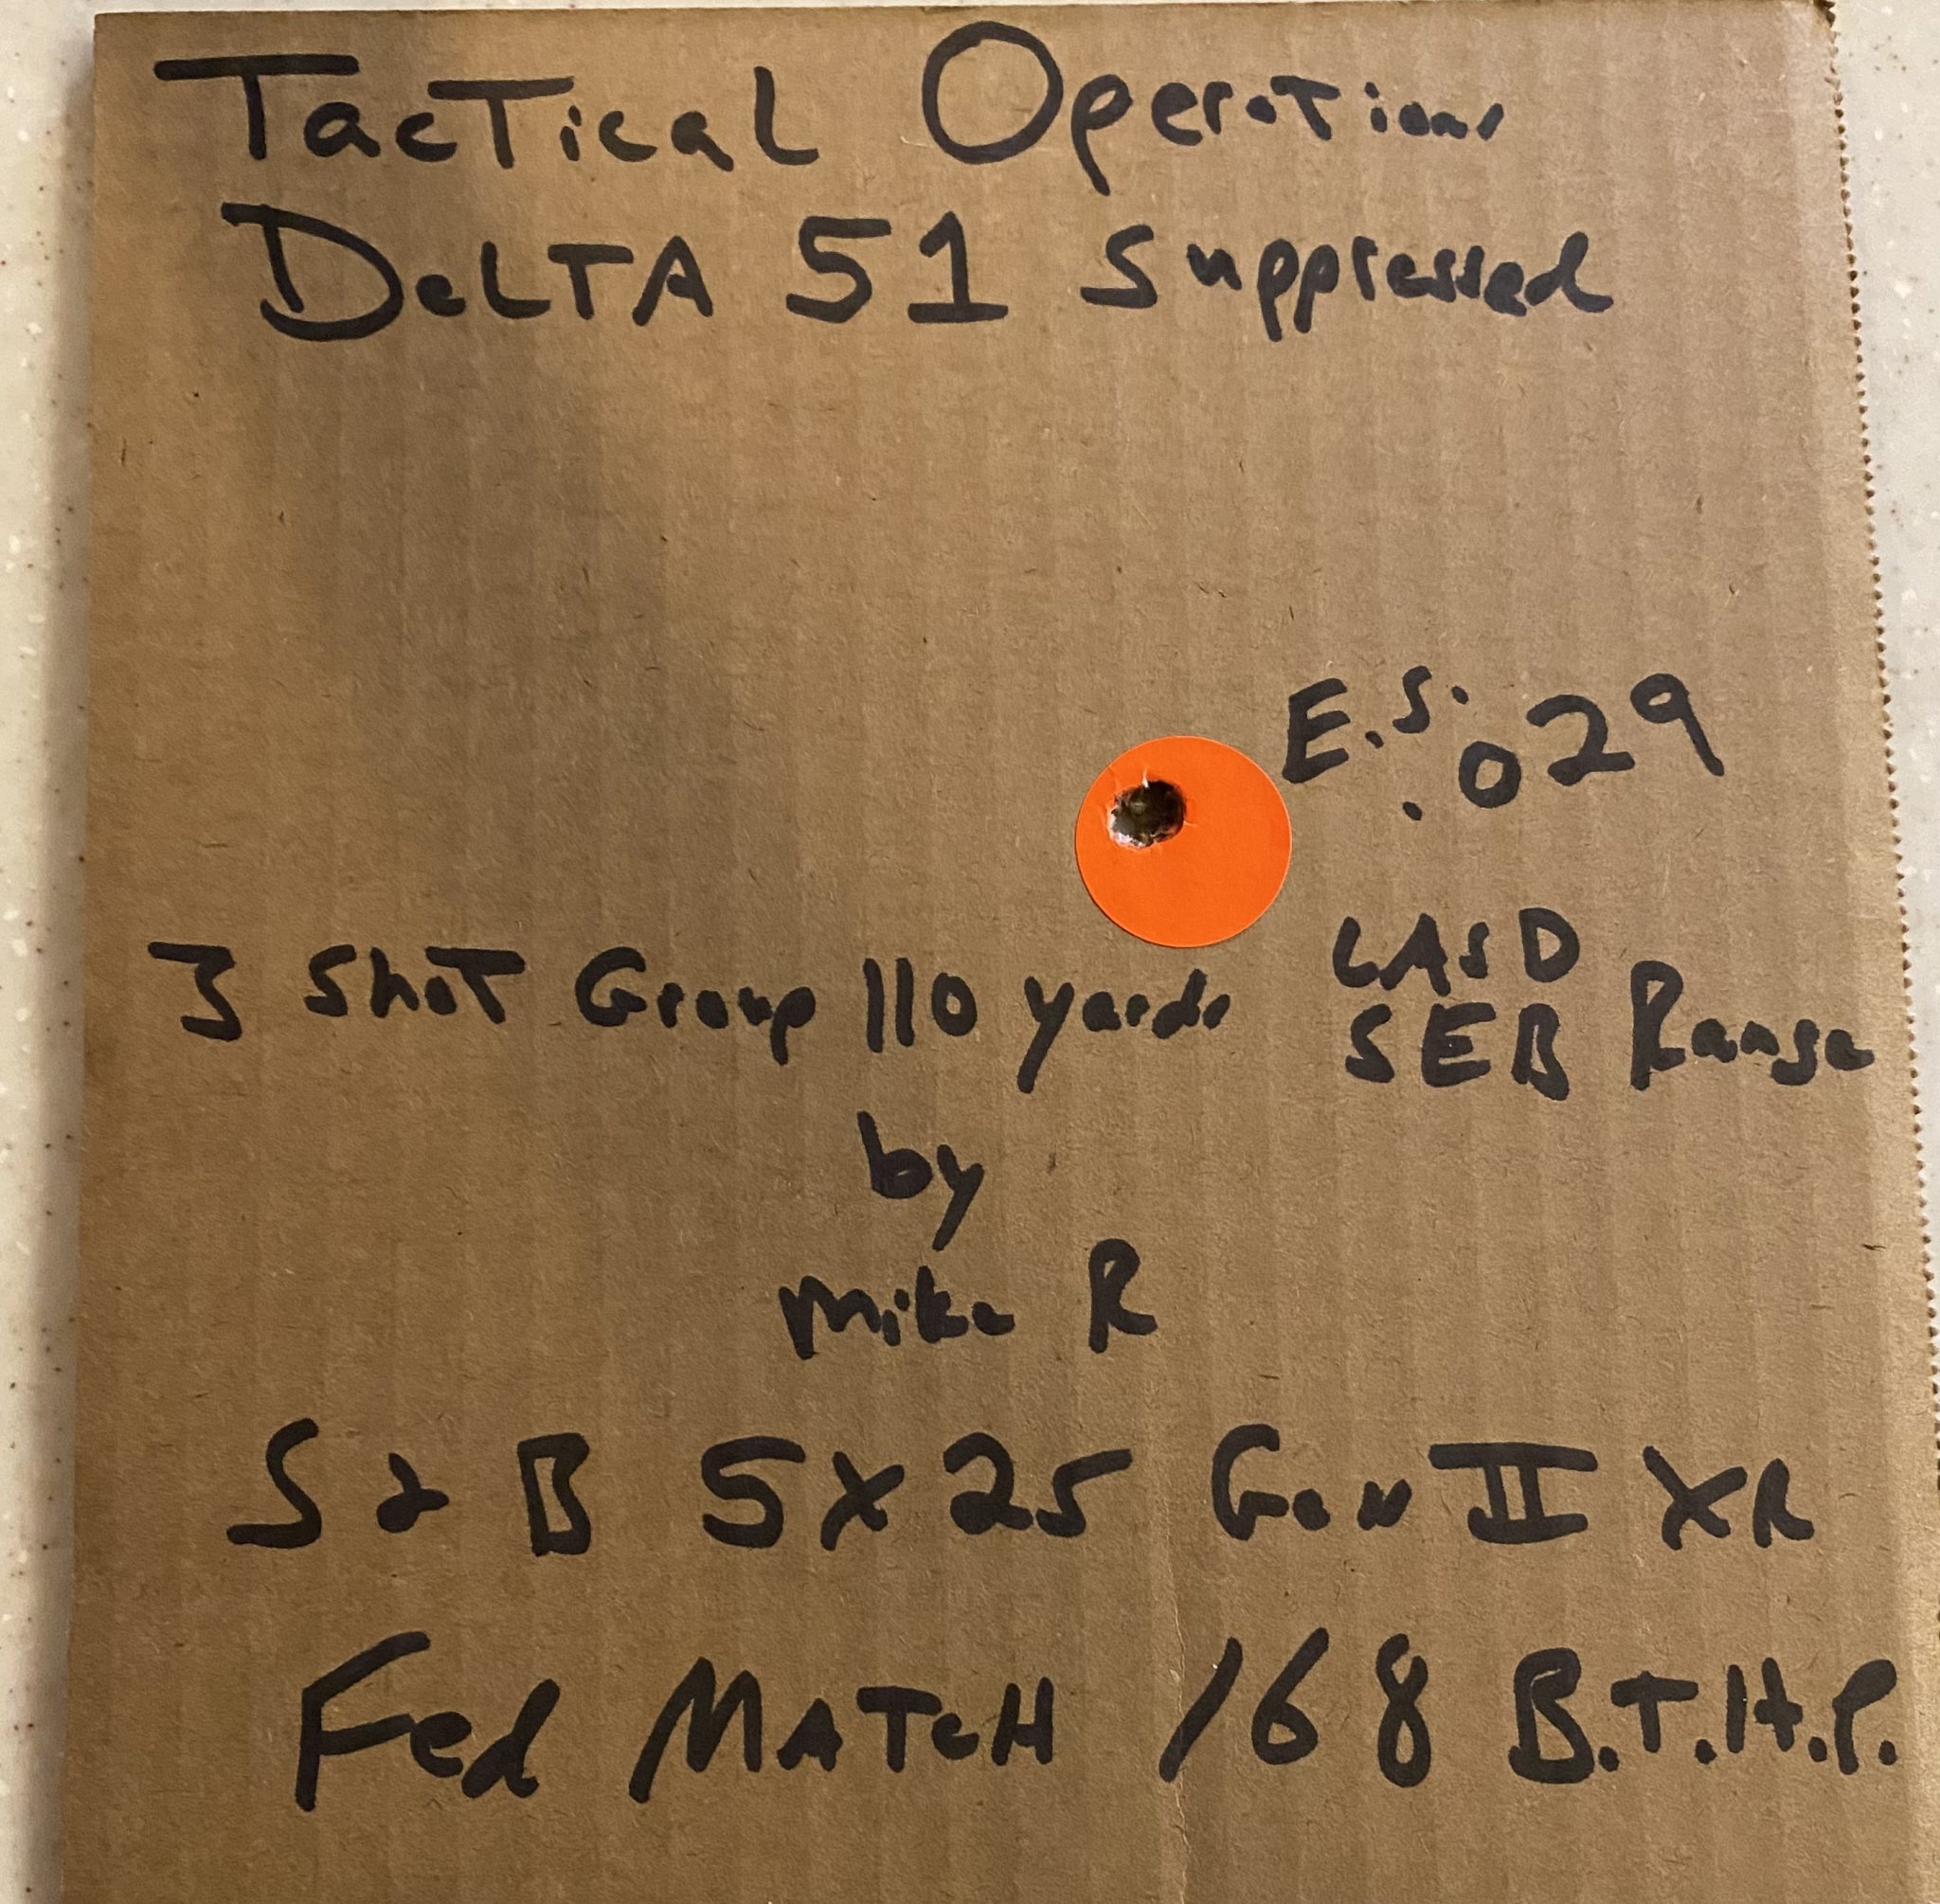 TacTical Operations
DeLTA 51 Suppressed
E.S. .029
3 ShoT Group 110 yards
LASD
SEB Range
by
Mike R
S & B 5X25 Gen II XR
Fed MATcH 168 B.T.H.P.